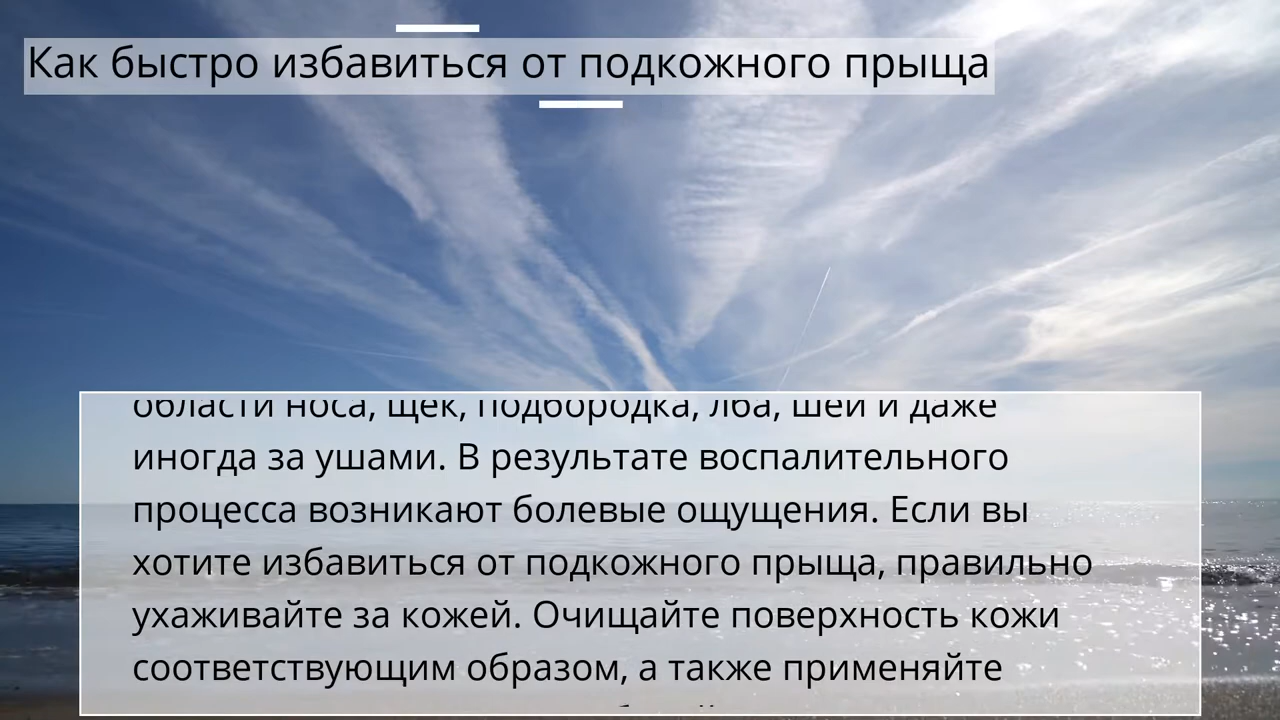 Как быстро избавиться от подкожного прыща
области носа, щек, подбородка, лба, шеи и даже
иногда за ушами. В результате воспалительного
процесса возникают болевые ощущения. Если вы
хотите избавиться от подкожного прыща, правильно
ухаживайте за кожей. Очищайте поверхность кожи
соответствующим образом, а также применяйте